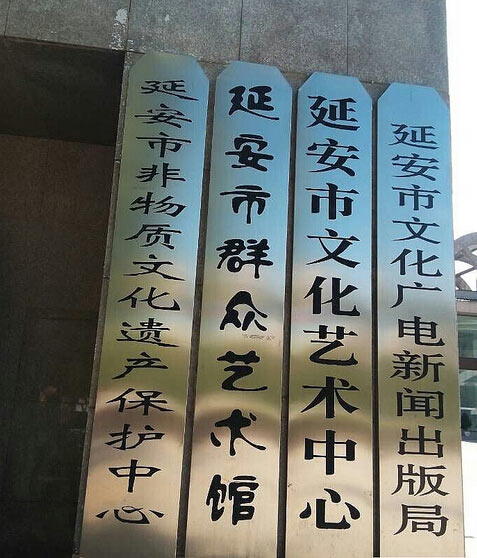 延安市非物质文化遗产保护中心
延安市群众艺术馆
延安市文化艺术中心
延安市文化广电新闻出版局